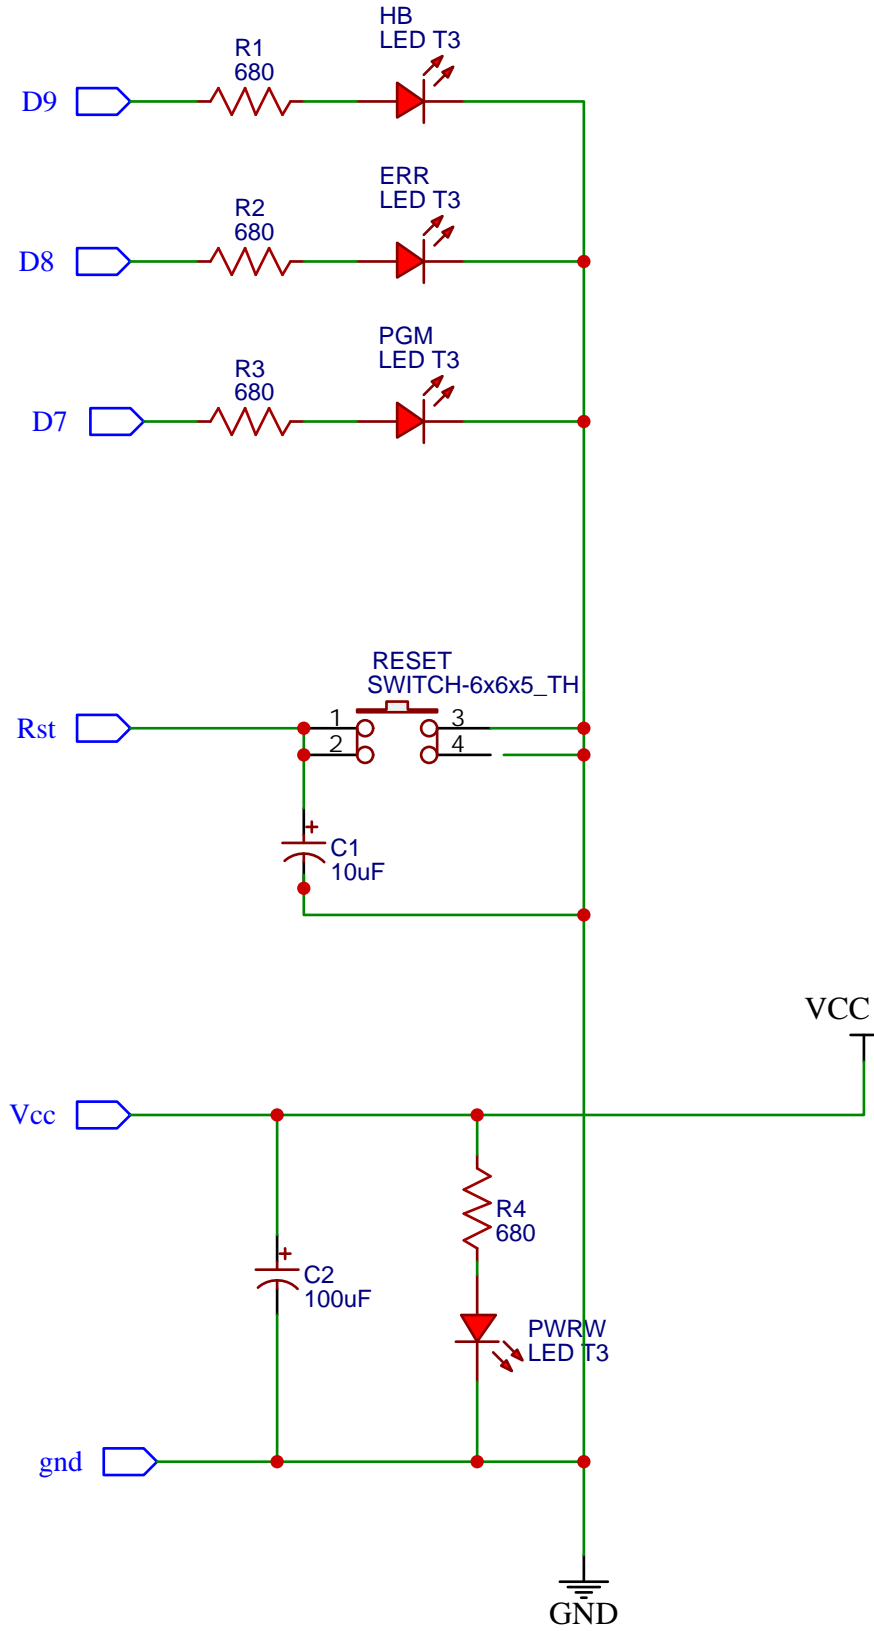 HB
LED T3
R1
680
D9
ERR
LED T3
R2
680
D8
PGM
LED T3
R3
680
D7
RESET
SWITCH-6x6x5_TH
Rst
1
3
2
4
+
C1
10uF
VCC
Vcc
R4
680
+
C2
100uF
PWRW
LED T3
gnd
GND